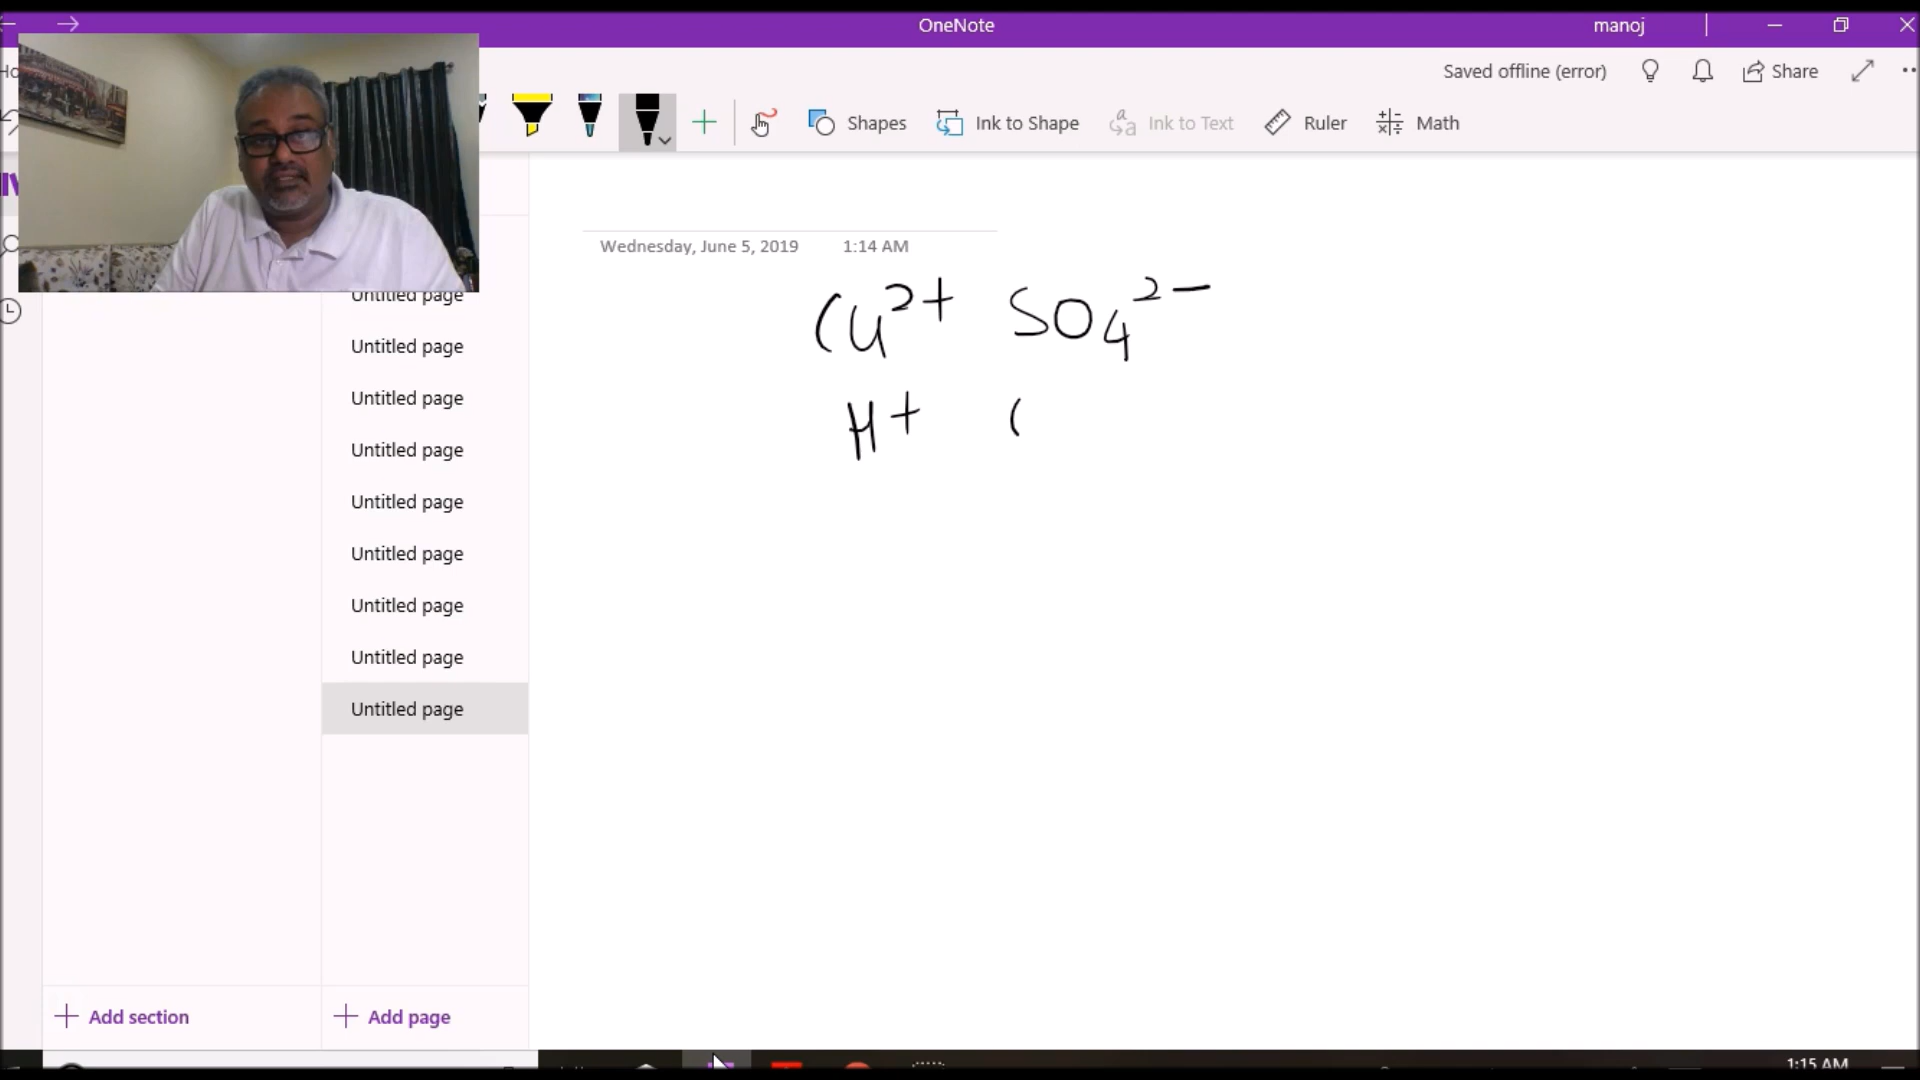 OneNote
manoj
Saved offline (error)
Share
Shapes
Ink to Shape
Ink to Text
Ruler
Math
Wednesday, June 5, 2019 1:14 AM
Cu²⁺ SO₄²⁻
H⁺ (
Untitled page
Untitled page
Untitled page
Untitled page
Untitled page
Untitled page
Untitled page
Untitled page
Untitled page
Add section
Add page
1:15 AM